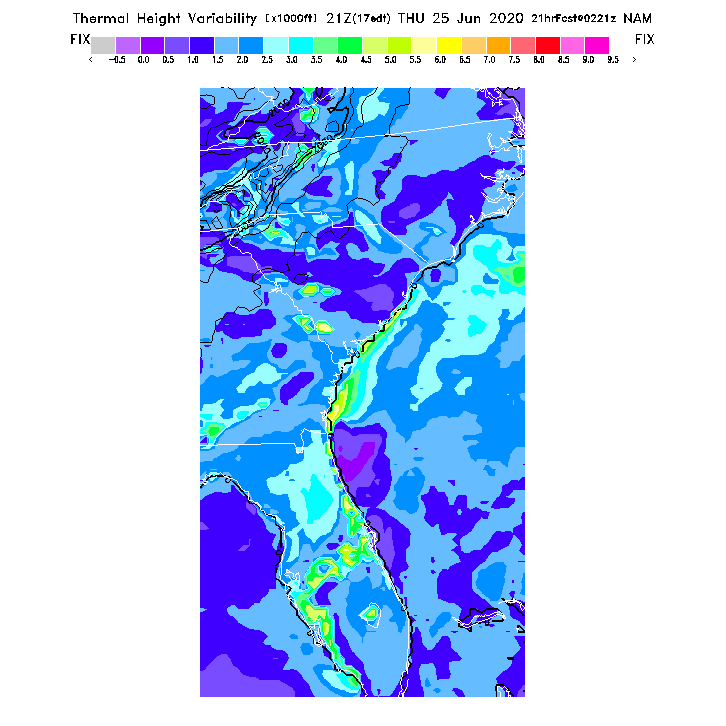 Thermal Height Variability [x1000ft] 21Z(17edt) THU 25 Jun 2020 21hrFcst@0221z NAM
FIX FIX
< -0.5 0.0 0.5 1.0 1.5 2.0 2.5 3.0 3.5 4.0 4.5 5.0 5.5 6.0 6.5 7.0 7.5 8.0 8.5 9.0 9.5 >